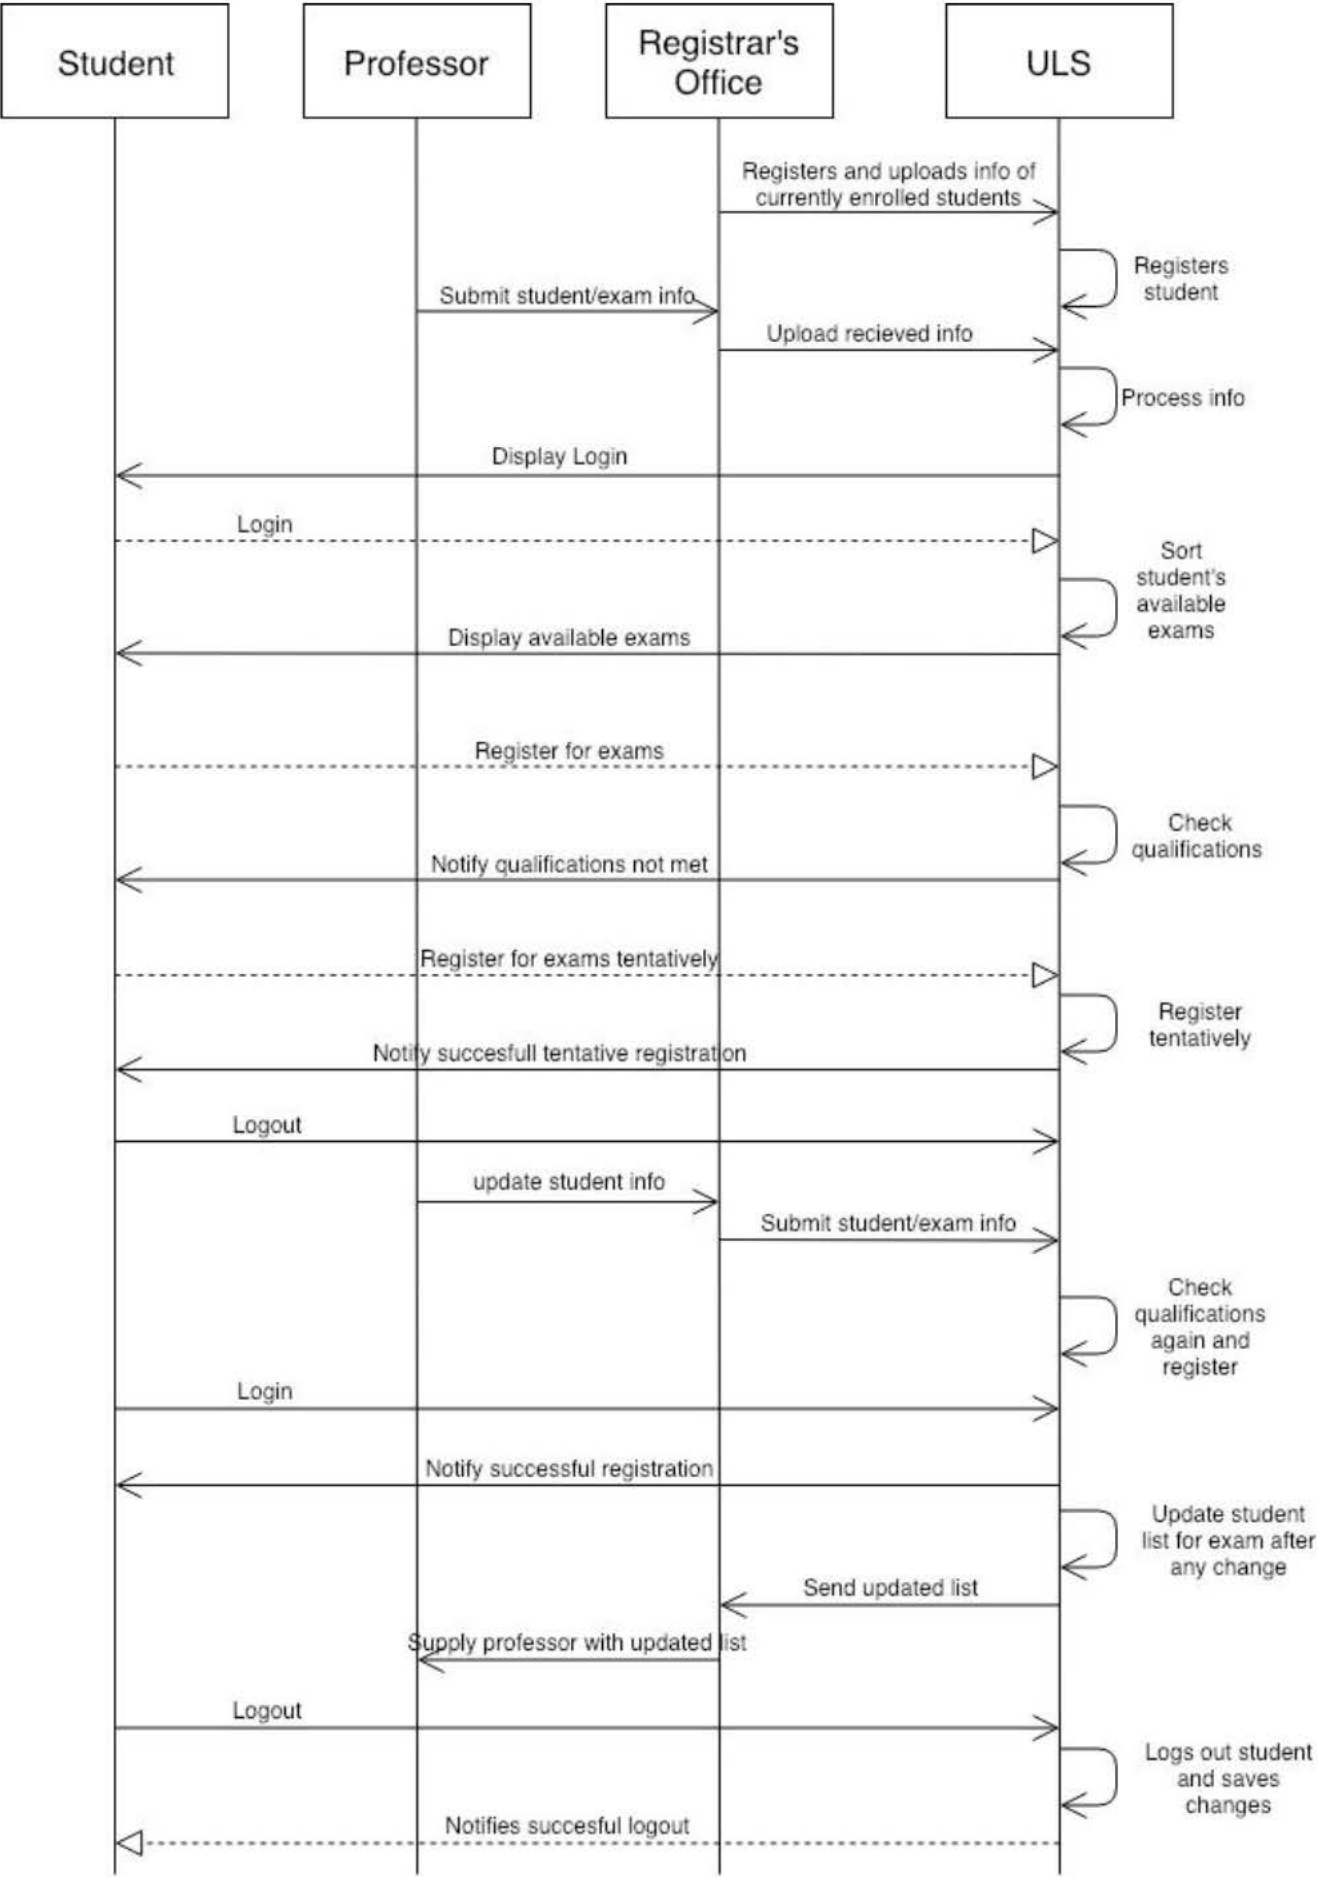 Student
Professor
Registrar's
Office
ULS
Registers and uploads info of
currently enrolled students
Registers
student
Submit student/exam info
Upload recieved info
Process info
Display Login
Login
Sort
student's
available
exams
Display available exams
Register for exams
Check
qualifications
Notify qualifications not met
Register for exams tentatively
Register
tentatively
Notify succesfull tentative registration
Logout
update student info
Submit student/exam info
Check
qualifications
again and
register
Login
Notify successful registration
Update student
list for exam after
any change
Send updated list
Supply professor with updated list
Logout
Logs out student
and saves
changes
Notifies succesful logout